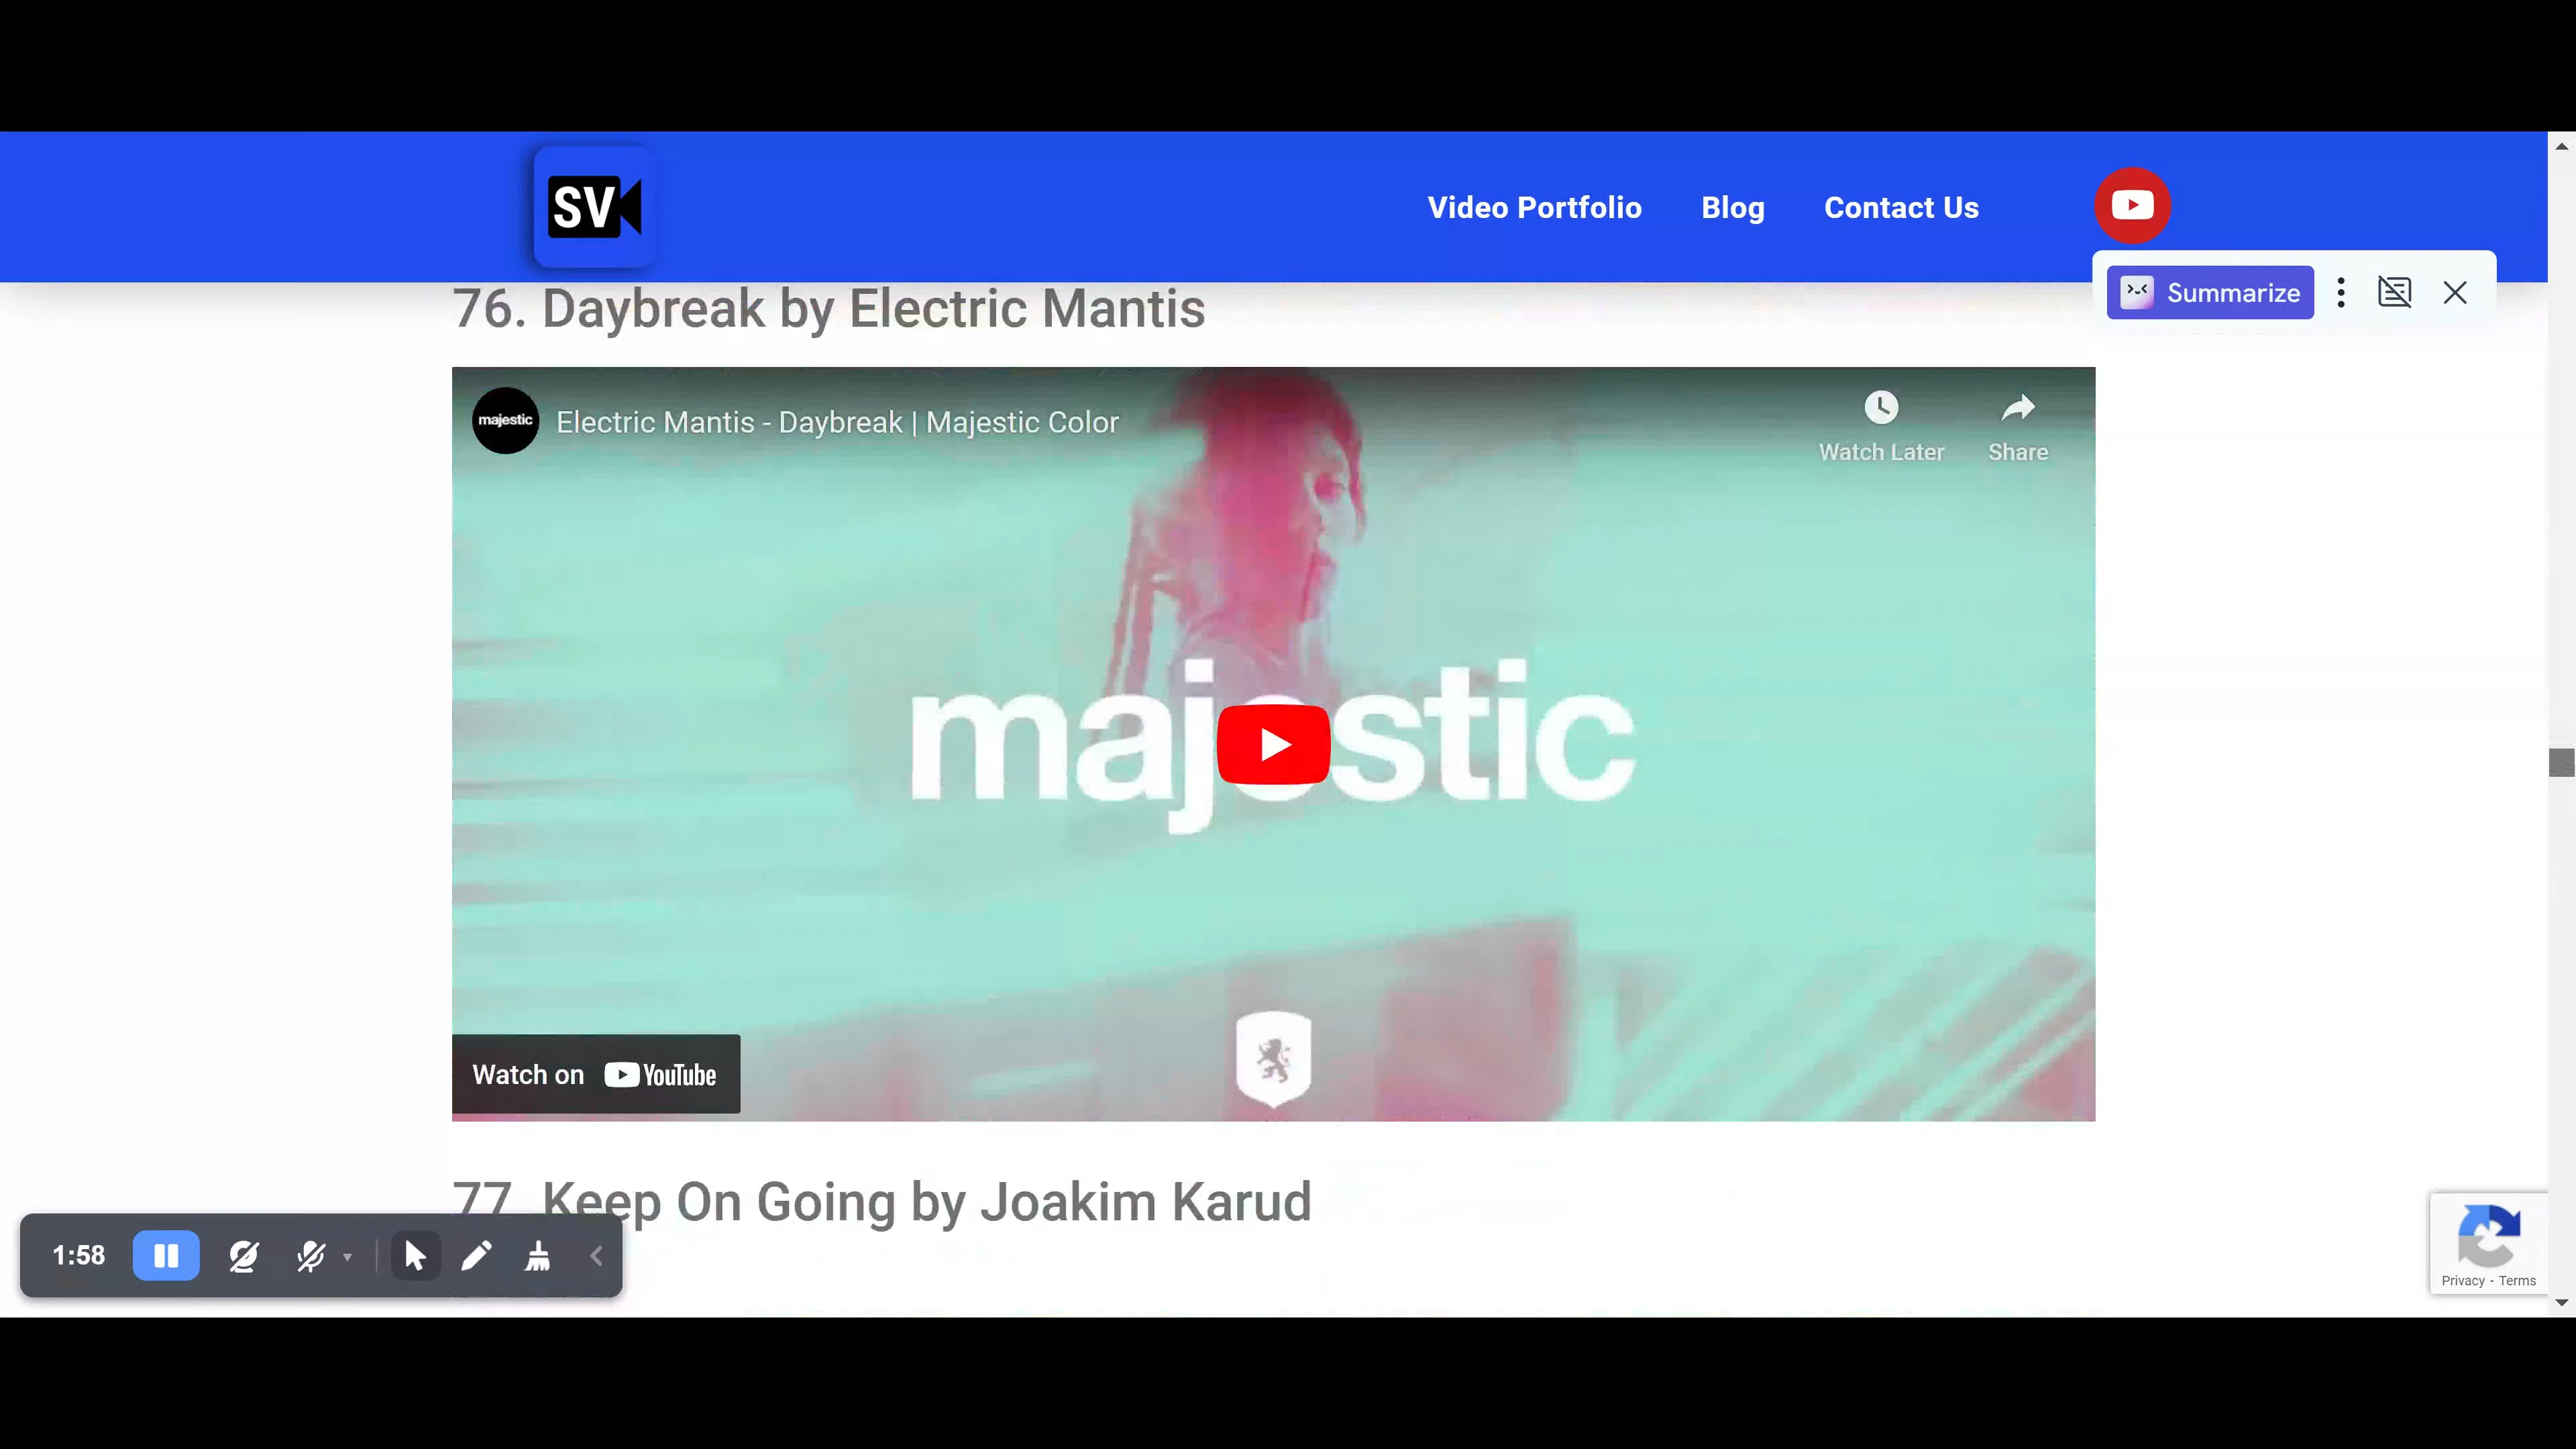 SV
Video Portfolio Blog Contact Us
Summarize
76. Daybreak by Electric Mantis
majestic
Electric Mantis - Daybreak | Majestic Color
Watch Later
Share
majestic
Watch on YouTube
77. Keep On Going by Joakim Karud
1:58
Privacy - Terms